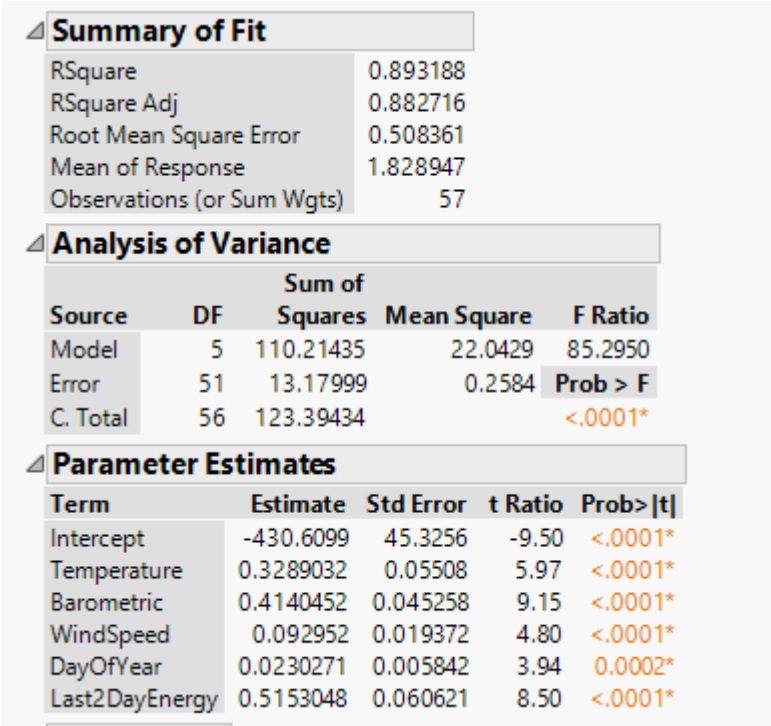 Summary of Fit
RSquare 0.893188
RSquare Adj 0.882716
Root Mean Square Error 0.508361
Mean of Response 1.828947
Observations (or Sum Wgts) 57
Analysis of Variance
Sum of
Source DF Squares Mean Square F Ratio
Model 5 110.21435 22.0429 85.2950
Error 51 13.17999 0.2584 Prob > F
C. Total 56 123.39434 <.0001*
Parameter Estimates
Term Estimate Std Error t Ratio Prob>|t|
Intercept -430.6099 45.3256 -9.50 <.0001*
Temperature 0.3289032 0.05508 5.97 <.0001*
Barometric 0.4140452 0.045258 9.15 <.0001*
WindSpeed 0.092952 0.019372 4.80 <.0001*
DayOfYear 0.0230271 0.005842 3.94 0.0002*
Last2DayEnergy 0.5153048 0.060621 8.50 <.0001*